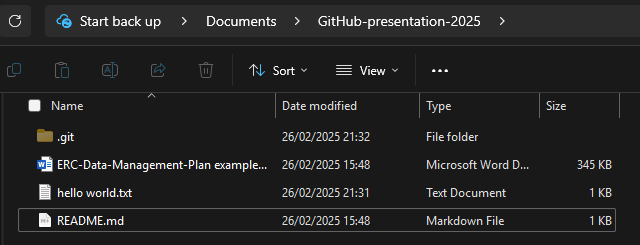 Start back up > Documents > GitHub-presentation-2025 >
Sort View ...
Name Date modified Type Size
.git 26/02/2025 21:32 File folder
ERC-Data-Management-Plan example... 26/02/2025 15:48 Microsoft Word D... 345 KB
hello world.txt 26/02/2025 21:31 Text Document 1 KB
README.md 26/02/2025 15:48 Markdown File 1 KB